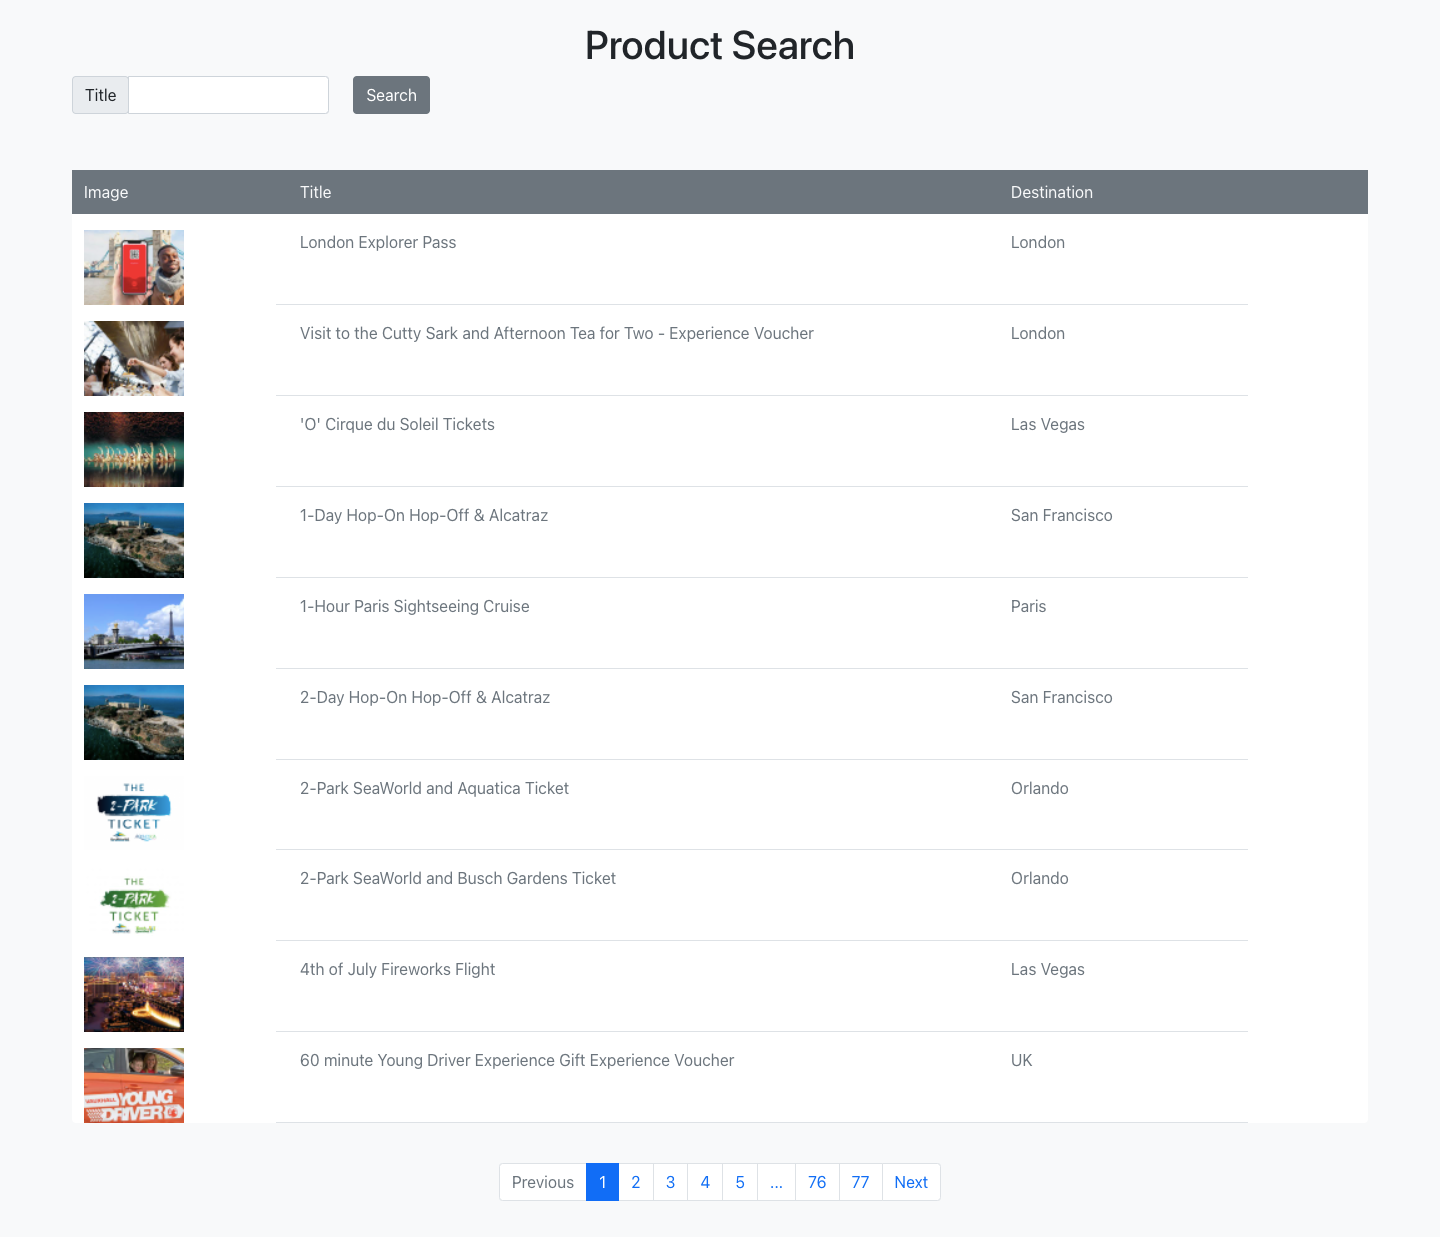 Product Search
Title
Search
Image Title Destination
London Explorer Pass London
Visit to the Cutty Sark and Afternoon Tea for Two - Experience Voucher London
'O' Cirque du Soleil Tickets Las Vegas
1-Day Hop-On Hop-Off & Alcatraz San Francisco
1-Hour Paris Sightseeing Cruise Paris
2-Day Hop-On Hop-Off & Alcatraz San Francisco
2-Park SeaWorld and Aquatica Ticket Orlando
THE
2-PARK
TICKET
2-Park SeaWorld and Busch Gardens Ticket Orlando
THE
2-PARK
TICKET
4th of July Fireworks Flight Las Vegas
60 minute Young Driver Experience Gift Experience Voucher UK
VAUXHALL YOUNG
DRIVER
Previous 1 2 3 4 5 ... 76 77 Next